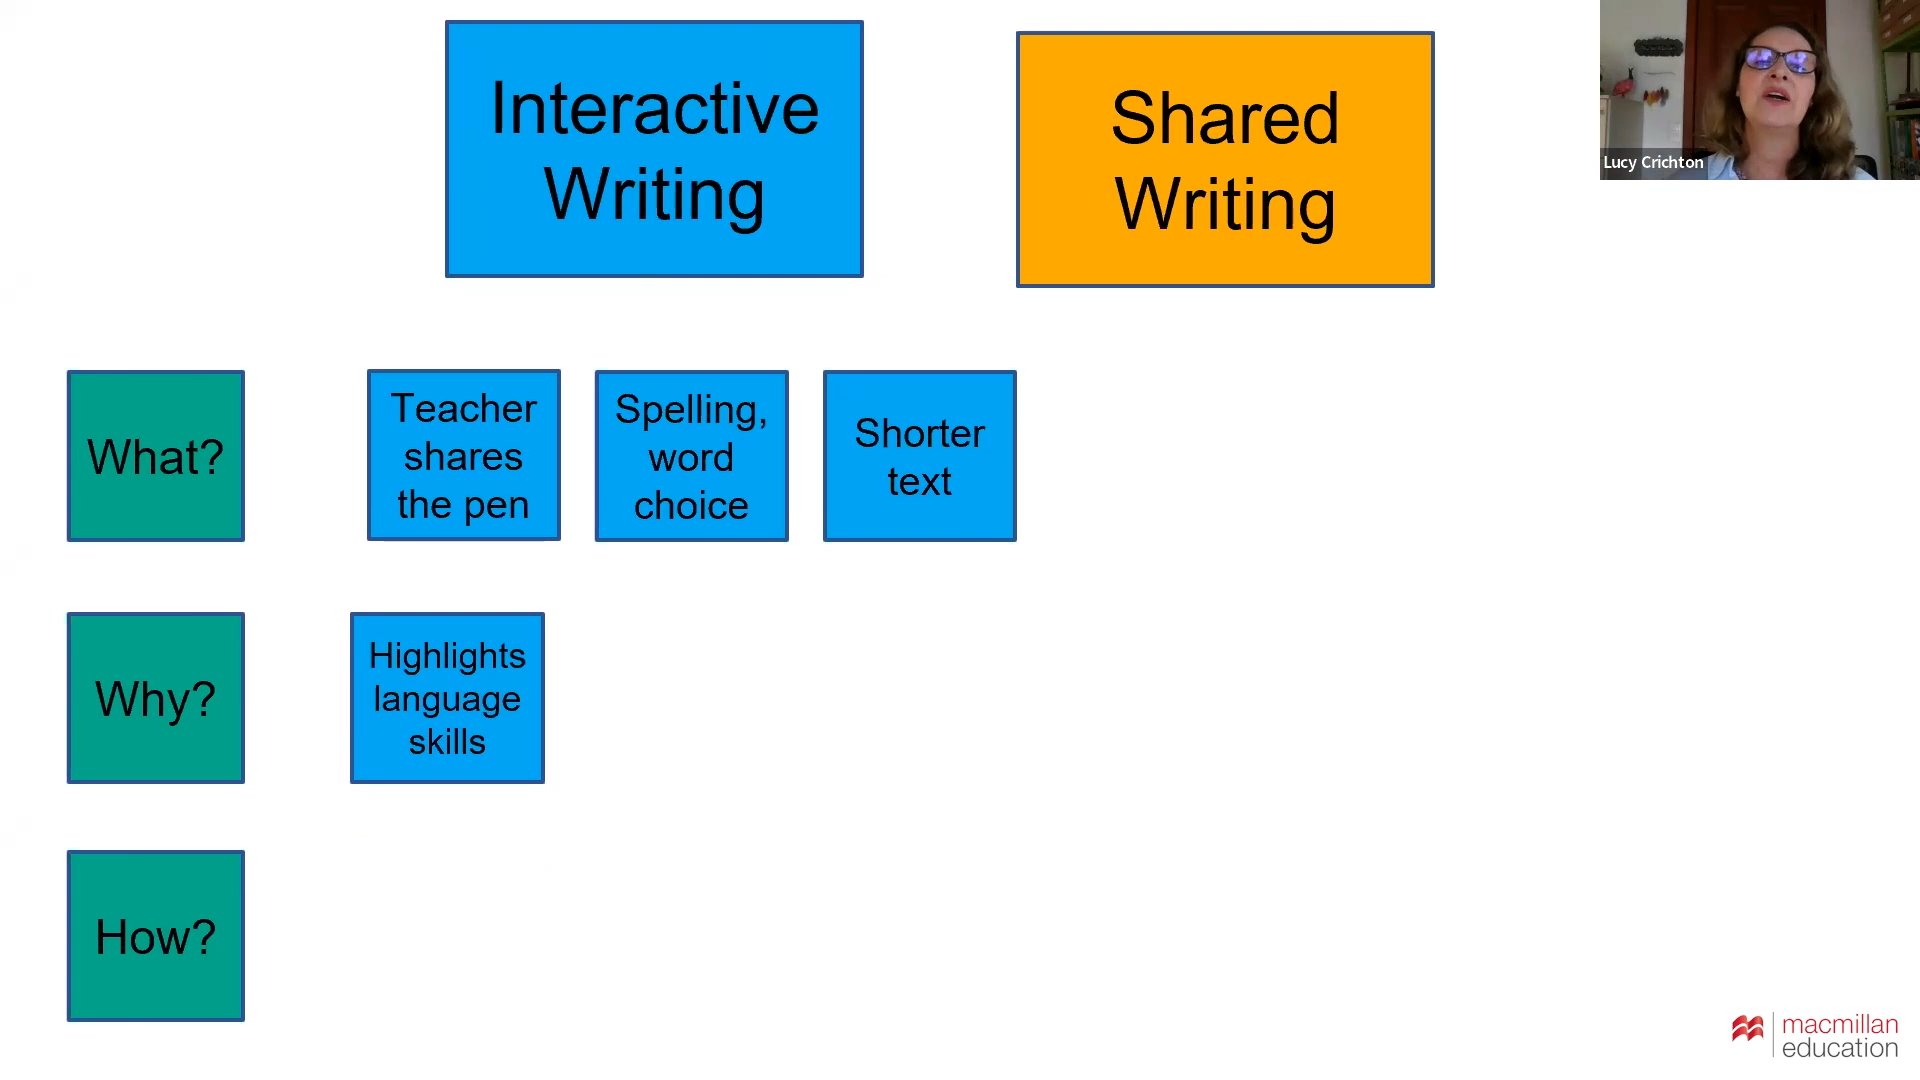 Interactive
Writing
Shared
Writing
Lucy Crichton
What?
Teacher
shares
the pen
Spelling,
word
choice
Shorter
text
Why?
Highlights
language
skills
How?
macmillan
education